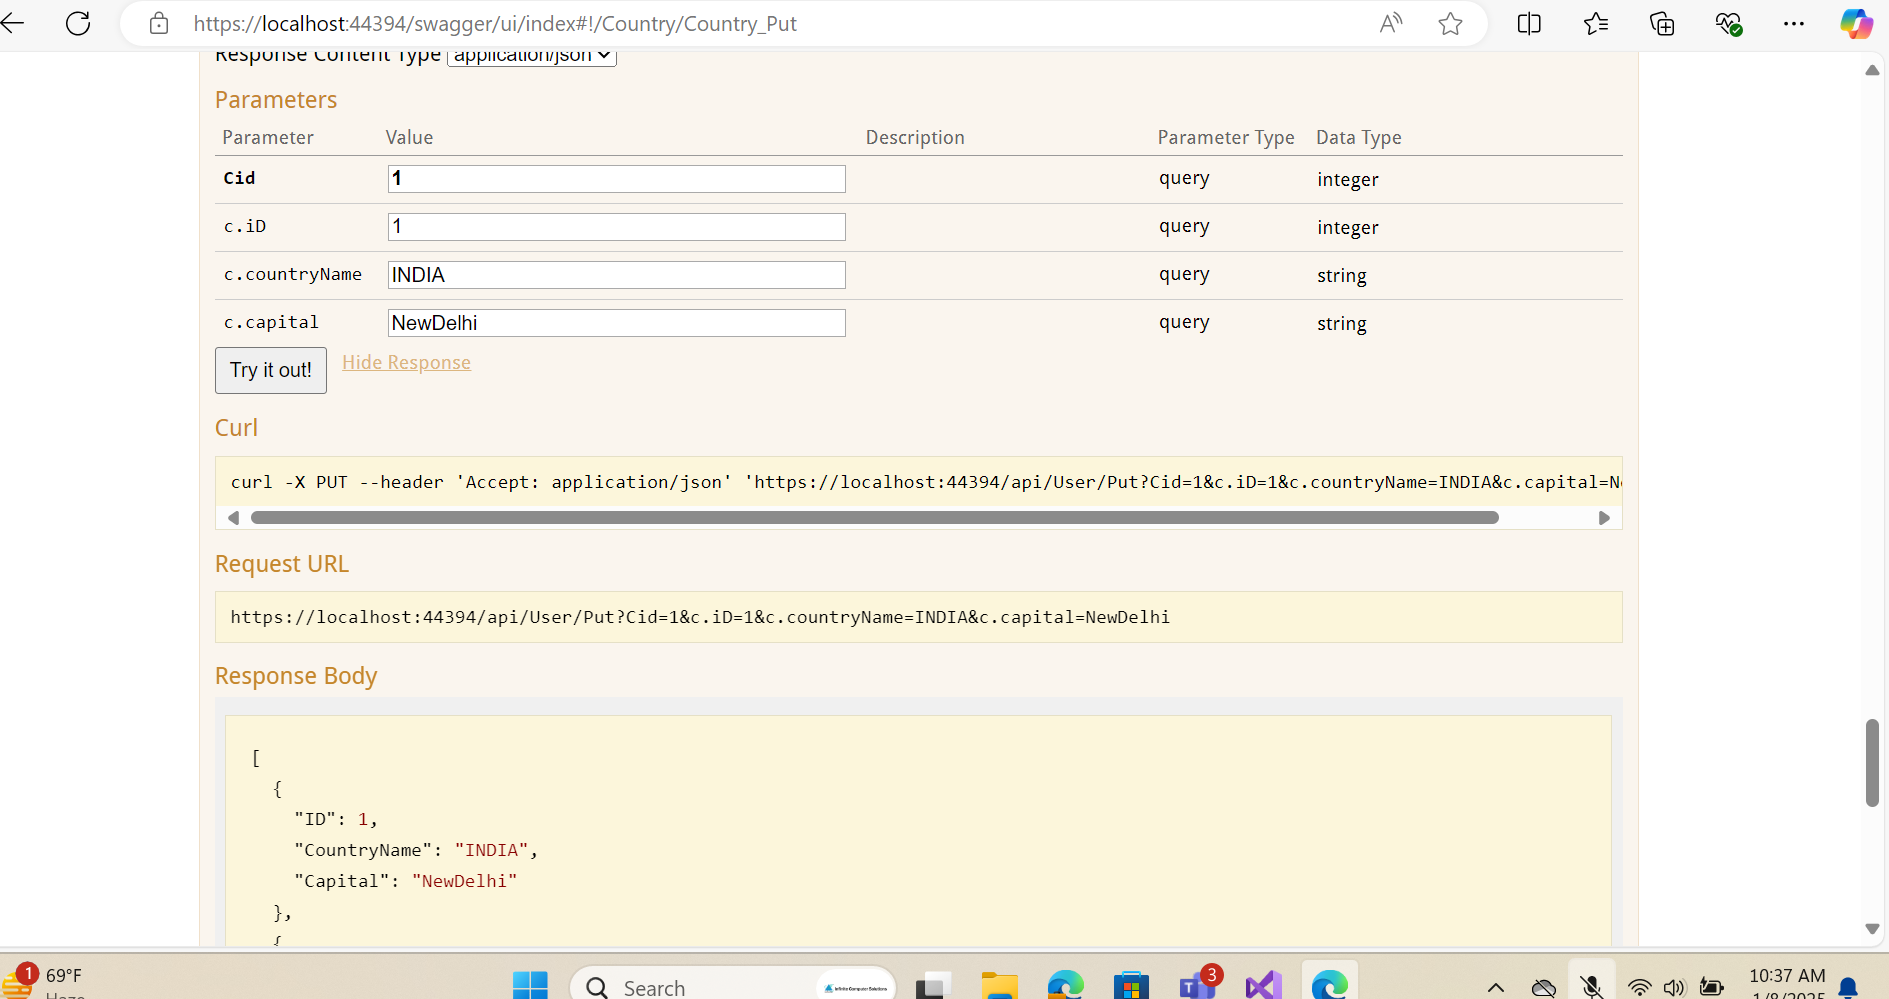 https://localhost:44394/swagger/ui/index#!/Country/Country_Put
Response Content Type application/json
Parameters
Parameter Value Description Parameter Type Data Type
Cid 1 query integer
c.iD 1 query integer
c.countryName INDIA query string
c.capital NewDelhi query string
Try it out! Hide Response
Curl
curl -X PUT --header 'Accept: application/json' 'https://localhost:44394/api/User/Put?Cid=1&c.iD=1&c.countryName=INDIA&c.capital=N
Request URL
https://localhost:44394/api/User/Put?Cid=1&c.iD=1&c.countryName=INDIA&c.capital=NewDelhi
Response Body
[
{
"ID": 1,
"CountryName": "INDIA",
"Capital": "NewDelhi"
},
{
1 69°F
Haze
Search
Infinite Computer Solutions
T 3
10:37 AM
1/8/2025